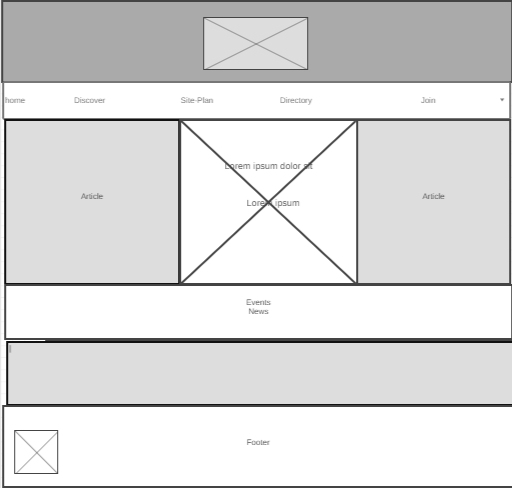 home
Discover
Site-Plan
Directory
Join
Article
Lorem ipsum dolor sit
Lorem ipsum
Article
Events
News
Footer